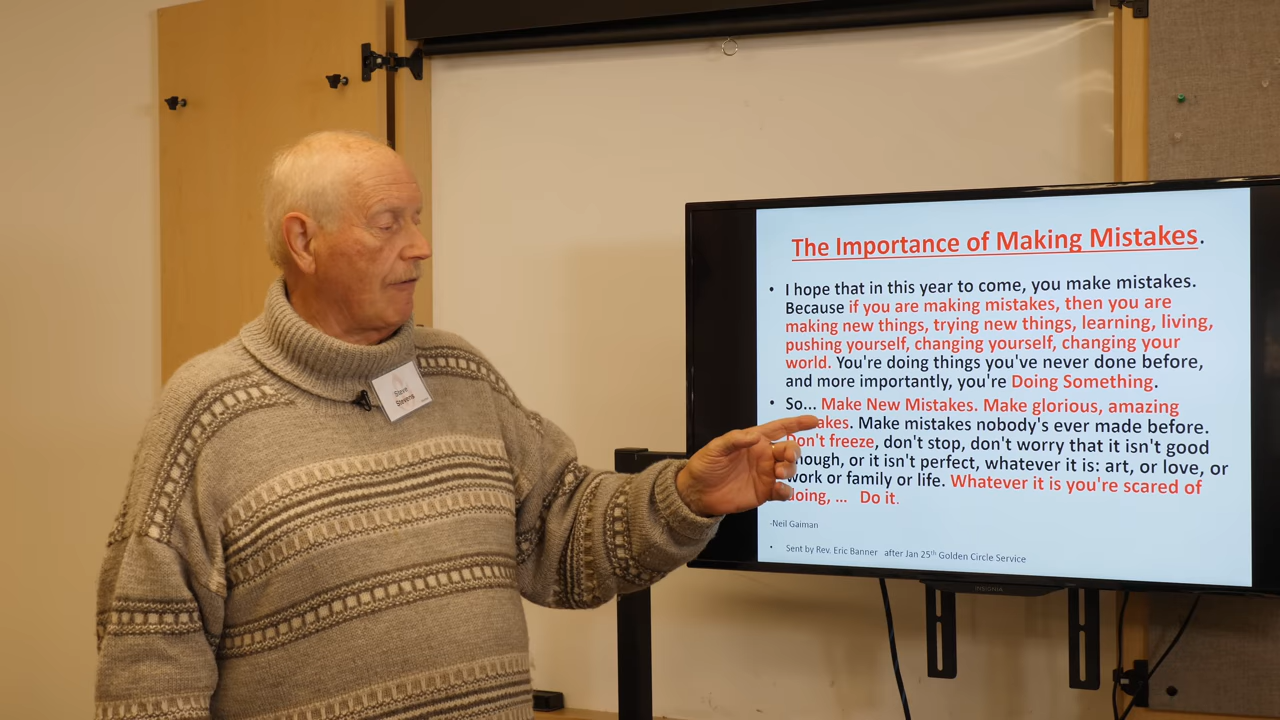 The Importance of Making Mistakes.
• I hope that in this year to come, you make mistakes.
Because if you are making mistakes, then you are
making new things, trying new things, learning, living,
pushing yourself, changing yourself, changing your
world. You're doing things you've never done before,
and more importantly, you're Doing Something.
• So... Make New Mistakes. Make glorious, amazing
akes. Make mistakes nobody's ever made before.
Don't freeze, don't stop, don't worry that it isn't good
enough, or it isn't perfect, whatever it is: art, or love, or
work or family or life. Whatever it is you're scared of
doing, ... Do it.
-Neil Gaiman
• Sent by Rev. Eric Banner after Jan 25th Golden Circle Service
INSIGNIA
Steve
Stevens